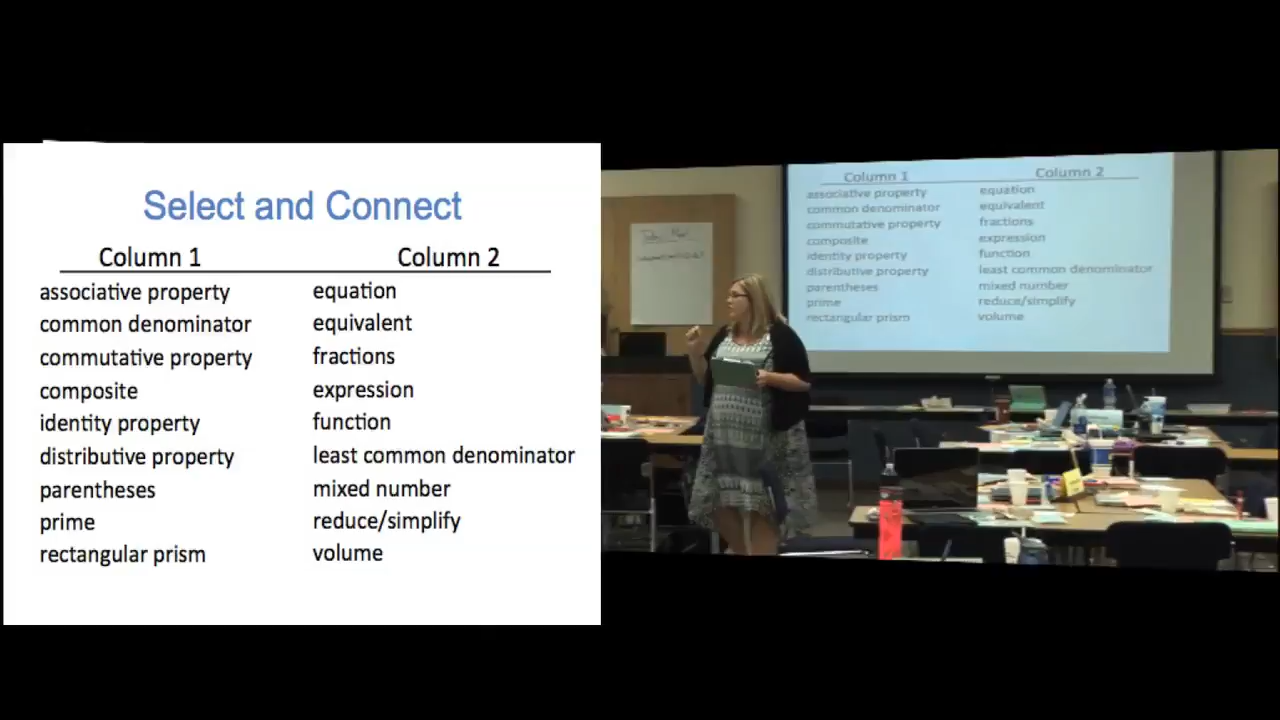 Select and Connect
Column 1 Column 2
associative property equation
common denominator equivalent
commutative property fractions
composite expression
identity property function
distributive property least common denominator
parentheses mixed number
prime reduce/simplify
rectangular prism volume
Column 1 Column 2
associative property equation
common denominator equivalent
commutative property fractions
composite expression
identity property function
distributive property least common denominator
parentheses mixed number
prime reduce/simplify
rectangular prism volume